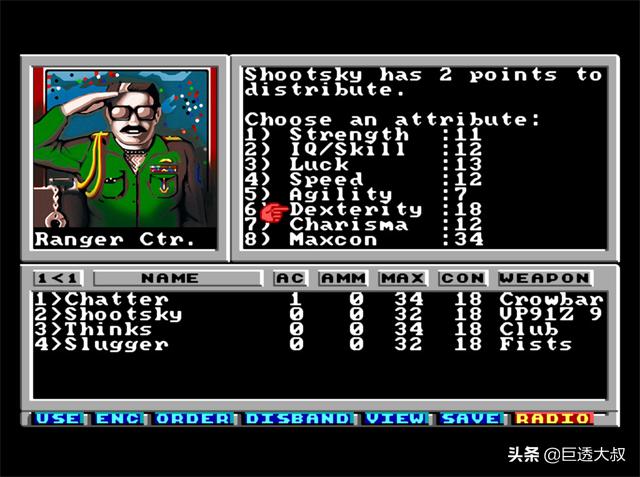 Shootsky has 2 points to
distribute.
Choose an attribute:
1) Strength :11
2) IQ/Skill :12
3) Luck :13
4) Speed :12
5) Agility : 7
6) Dexterity :18
7) Charisma :12
8) Maxcon :34
Ranger Ctr.
1<1 NAME AC AMM MAX CON WEAPON
1>Chatter 1 0 34 18 Crowbar
2>Shootsky 0 0 32 18 VP91Z 9
3>Thinks 0 0 34 18 Club
4>Slugger 0 0 32 18 Fists
USE ENC ORDER DISBAND VIEW SAVE RADIO
头条 @巨透大叔